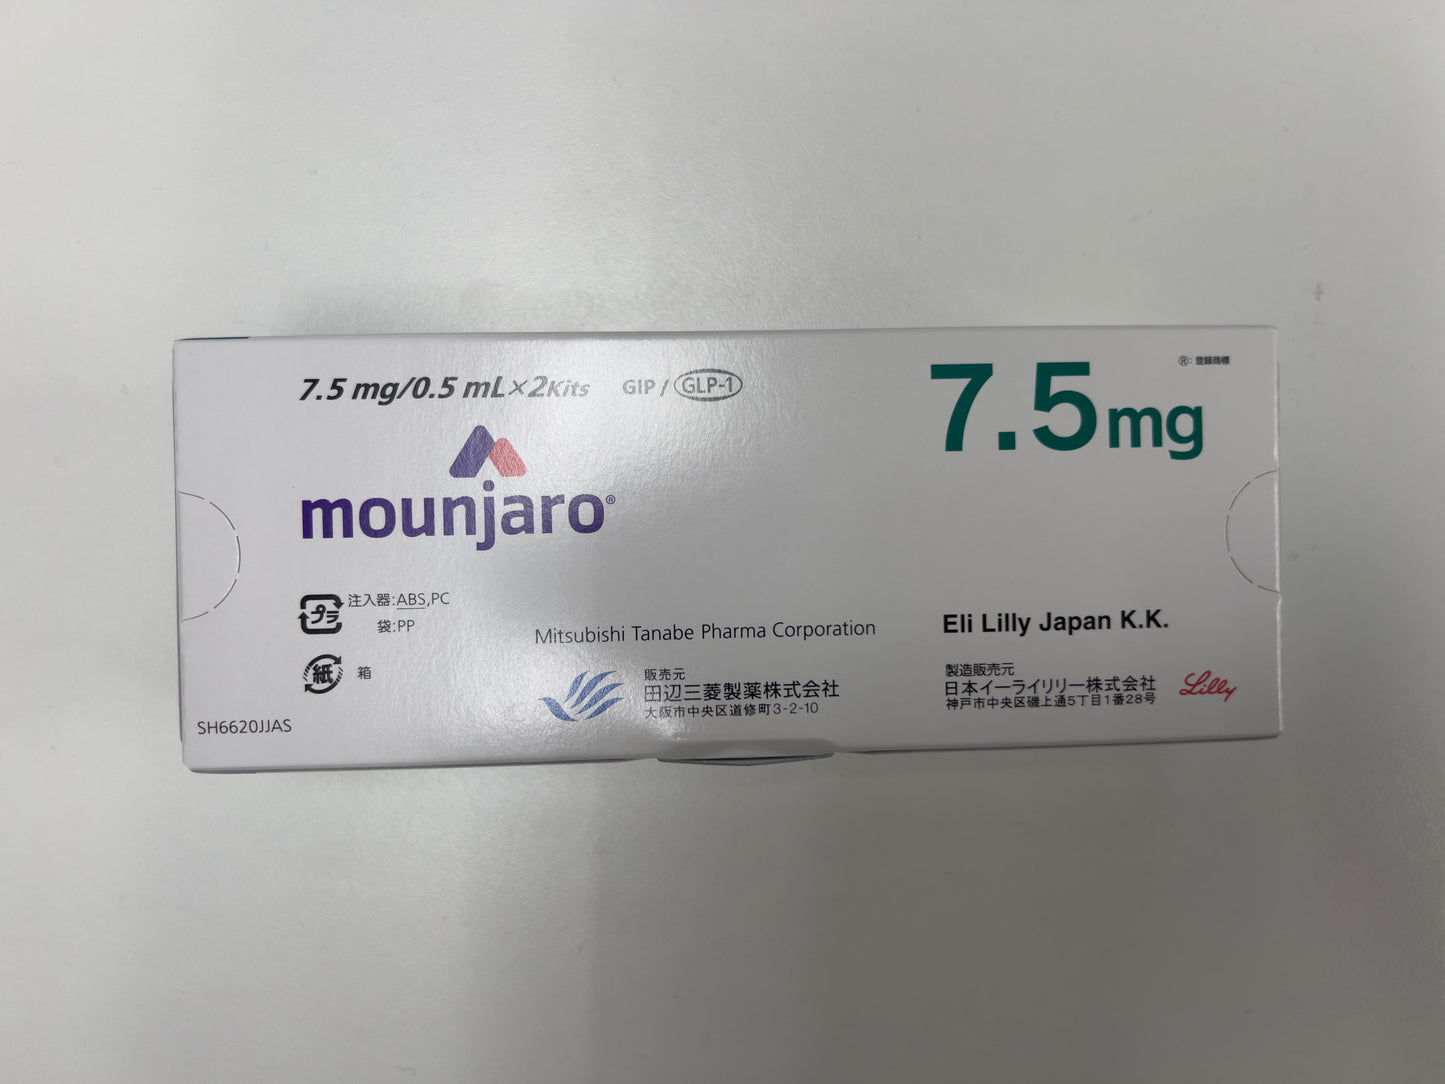 7.5 mg/0.5 mL×2Kits GIP / GLP-1
7.5mg
Ⓡ: 登録商標
mounjaro®
プラ 注入器:ABS,PC
袋:PP
紙 箱
SH6620JJAS
Mitsubishi Tanabe Pharma Corporation
販売元
田辺三菱製薬株式会社
大阪市中央区道修町3-2-10
Eli Lilly Japan K.K.
製造販売元
日本イーライリリー株式会社
神戸市中央区磯上通5丁目1番28号
Lilly